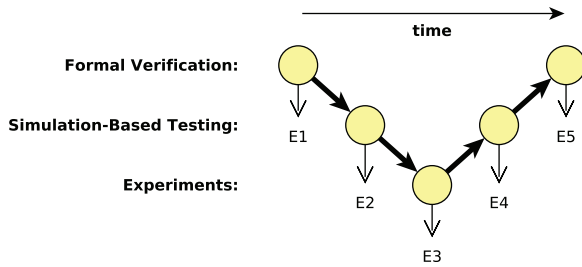 time
Formal Verification:
Simulation-Based Testing:
E1
E5
Experiments:
E2
E4
E3